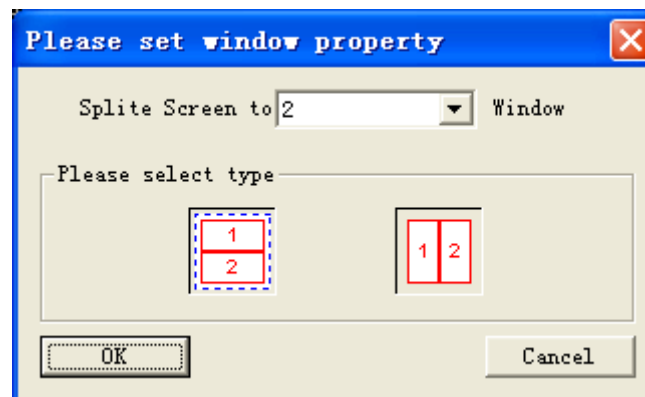 Please set window property
Splite Screen to 2 Window
Please select type
1
2
1 2
OK Cancel